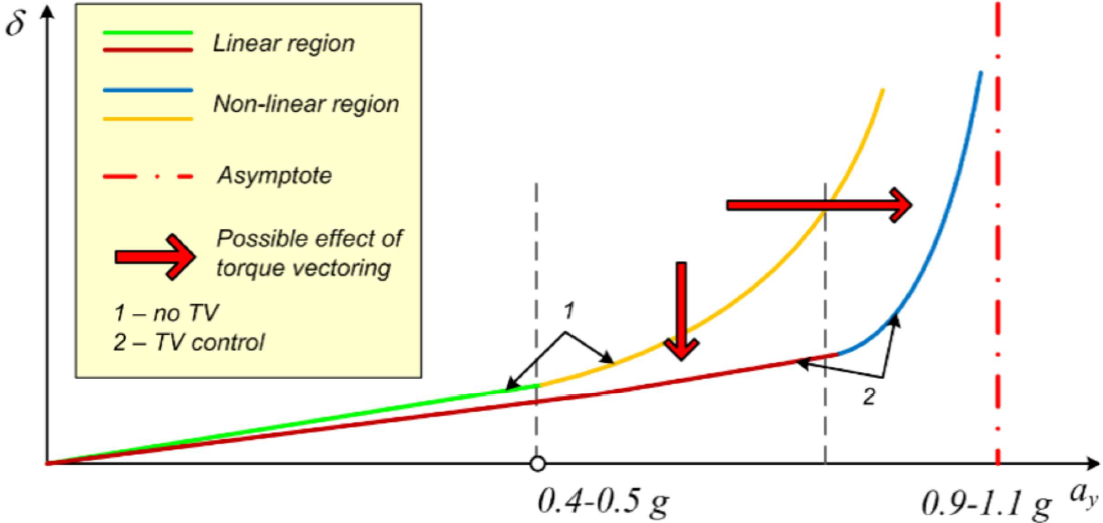 δ
Linear region
Non-linear region
Asymptote
Possible effect of
torque vectoring
1 – no TV
2 – TV control
1
2
0.4-0.5 g
0.9-1.1 g
a_y